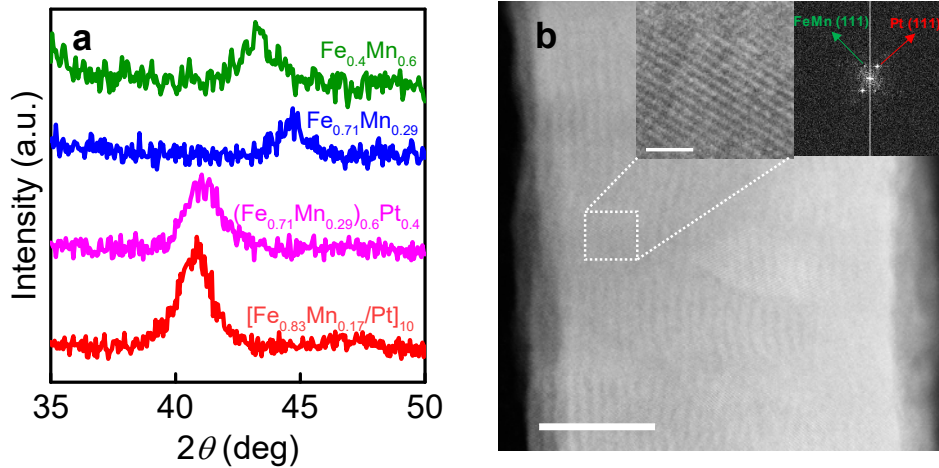 a
Fe0.4Mn0.6
Fe0.71Mn0.29
(Fe0.71Mn0.29)0.6Pt0.4
[Fe0.83Mn0.17/Pt]10
Intensity (a.u.)
35 40 45 50
2θ (deg)
b
FeMn (111) Pt (111)